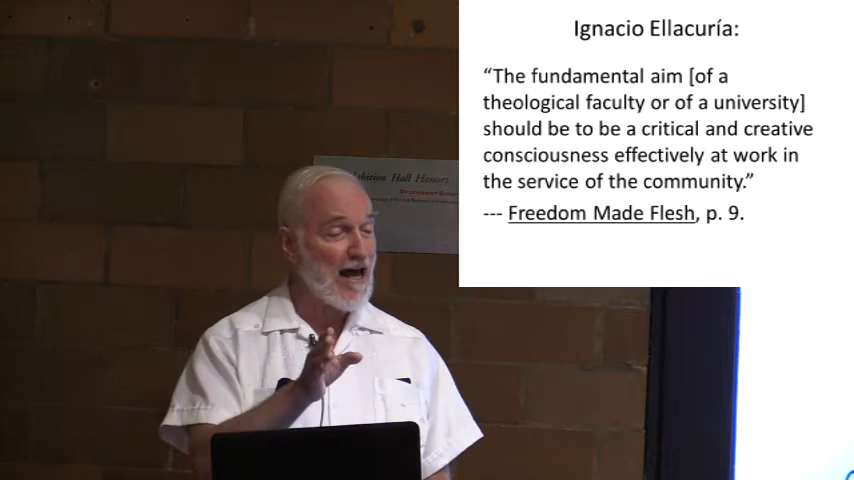 Ignacio Ellacuría:
“The fundamental aim [of a
theological faculty or of a university]
should be to be a critical and creative
consciousness effectively at work in
the service of the community.”
--- Freedom Made Flesh, p. 9.
Hall Honors